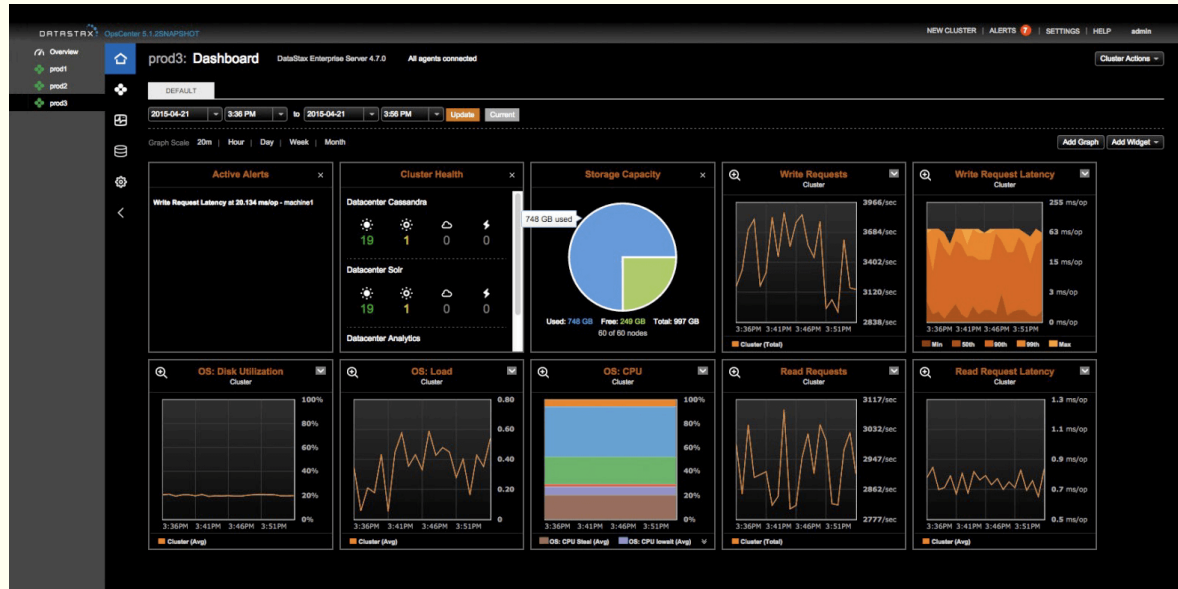 DATASTAX OpsCenter 5.1.2SNAPSHOT
NEW CLUSTER | ALERTS 7 | SETTINGS | HELP admin
Overview
prod1
prod2
prod3
prod3: Dashboard DataStax Enterprise Server 4.7.0 All agents connected
Cluster Actions
DEFAULT
2015-04-21 3:36 PM to 2015-04-21 3:56 PM Update Current
Graph Scale 20m | Hour | Day | Week | Month
Add Graph Add Widget
Active Alerts
Write Request Latency at 20.134 ms/op - machine1
Cluster Health
Datacenter Cassandra
19 1 0 0
Datacenter Solr
19 1 0 0
Datacenter Analytics
Storage Capacity
748 GB used
Used: 748 GB Free: 249 GB Total: 997 GB
60 of 60 nodes
Write Requests
Cluster
3966/sec
3684/sec
3402/sec
3120/sec
2838/sec
3:36PM 3:41PM 3:46PM 3:51PM
Cluster (Total)
Write Request Latency
Cluster
255 ms/op
63 ms/op
15 ms/op
3 ms/op
0 ms/op
3:36PM 3:41PM 3:46PM 3:51PM
Min 50th 90th 99th Max
OS: Disk Utilization
Cluster
100%
80%
60%
40%
20%
0%
3:36PM 3:41PM 3:46PM 3:51PM
Cluster (Avg)
OS: Load
Cluster
0.80
0.60
0.40
0.20
0
3:36PM 3:41PM 3:46PM 3:51PM
Cluster (Avg)
OS: CPU
Cluster
100%
80%
60%
40%
20%
0%
3:36PM 3:41PM 3:46PM 3:51PM
OS: CPU Steal (Avg) OS: CPU Iowait (Avg)
Read Requests
Cluster
3117/sec
3032/sec
2947/sec
2862/sec
2777/sec
3:36PM 3:41PM 3:46PM 3:51PM
Cluster (Total)
Read Request Latency
Cluster
1.3 ms/op
1.1 ms/op
0.9 ms/op
0.7 ms/op
0.5 ms/op
3:36PM 3:41PM 3:46PM 3:51PM
Cluster (Avg)